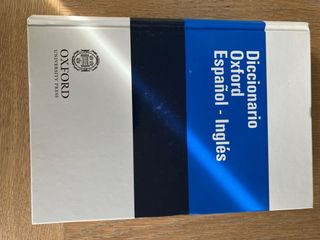 Diccionario
Oxford
Español - Inglés
OXFORD
UNIVERSITY PRESS